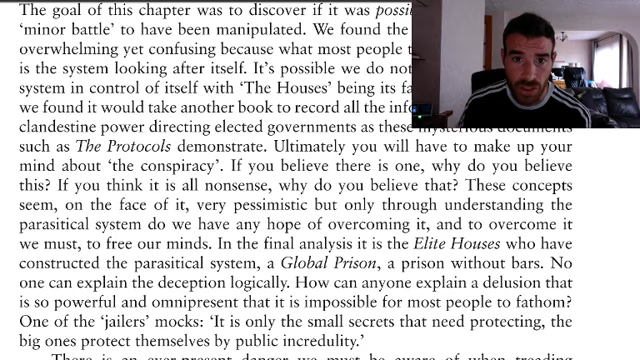 The goal of this chapter was to discover if it was
'minor battle' to have been manipulated. We found the
overwhelming yet confusing because what most people
is the system looking after itself. It's possible we do not
system in control of itself with 'The Houses' being its
we found it would take another book to record all the
clandestine power directing elected governments as these mysterious documents
such as The Protocols demonstrate. Ultimately you will have to make up your
mind about 'the conspiracy'. If you believe there is one, why do you believe
this? If you think it is all nonsense, why do you believe that? These concepts
seem, on the face of it, very pessimistic but only through understanding the
parasitical system do we have any hope of overcoming it, and to overcome it
we must, to free our minds. In the final analysis it is the Elite Houses who have
constructed the parasitical system, a Global Prison, a prison without bars. No
one can explain the deception logically. How can anyone explain a delusion that
is so powerful and omnipresent that it is impossible for most people to fathom?
One of the 'jailers' mocks: 'It is only the small secrets that need protecting, the
big ones protect themselves by public incredulity.'
There is an ever-present danger we must be aware of when treading